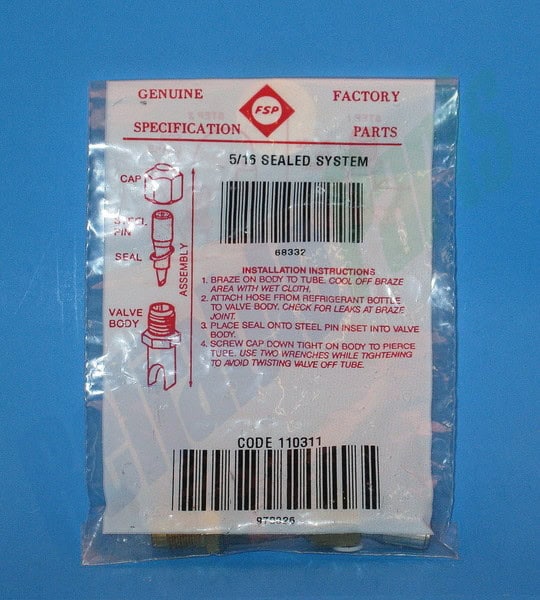 GENUINE FSP FACTORY
SPECIFICATION PARTS
5/16 SEALED SYSTEM
CAP
STEEL
PIN
SEAL
ASSEMBLY
VALVE
BODY
68332
INSTALLATION INSTRUCTIONS
1. BRAZE ON BODY TO TUBE. COOL OFF BRAZE
AREA WITH WET CLOTH.
2. ATTACH HOSE FROM REFRIGERANT BOTTLE
TO VALVE BODY. CHECK FOR LEAKS AT BRAZE
JOINT.
3. PLACE SEAL ONTO STEEL PIN INSET INTO VALVE
BODY.
4. SCREW CAP DOWN TIGHT ON BODY TO PIERCE
TUBE. USE TWO WRENCHES WHILE TIGHTENING
TO AVOID TWISTING VALVE OFF TUBE.
CODE 110311